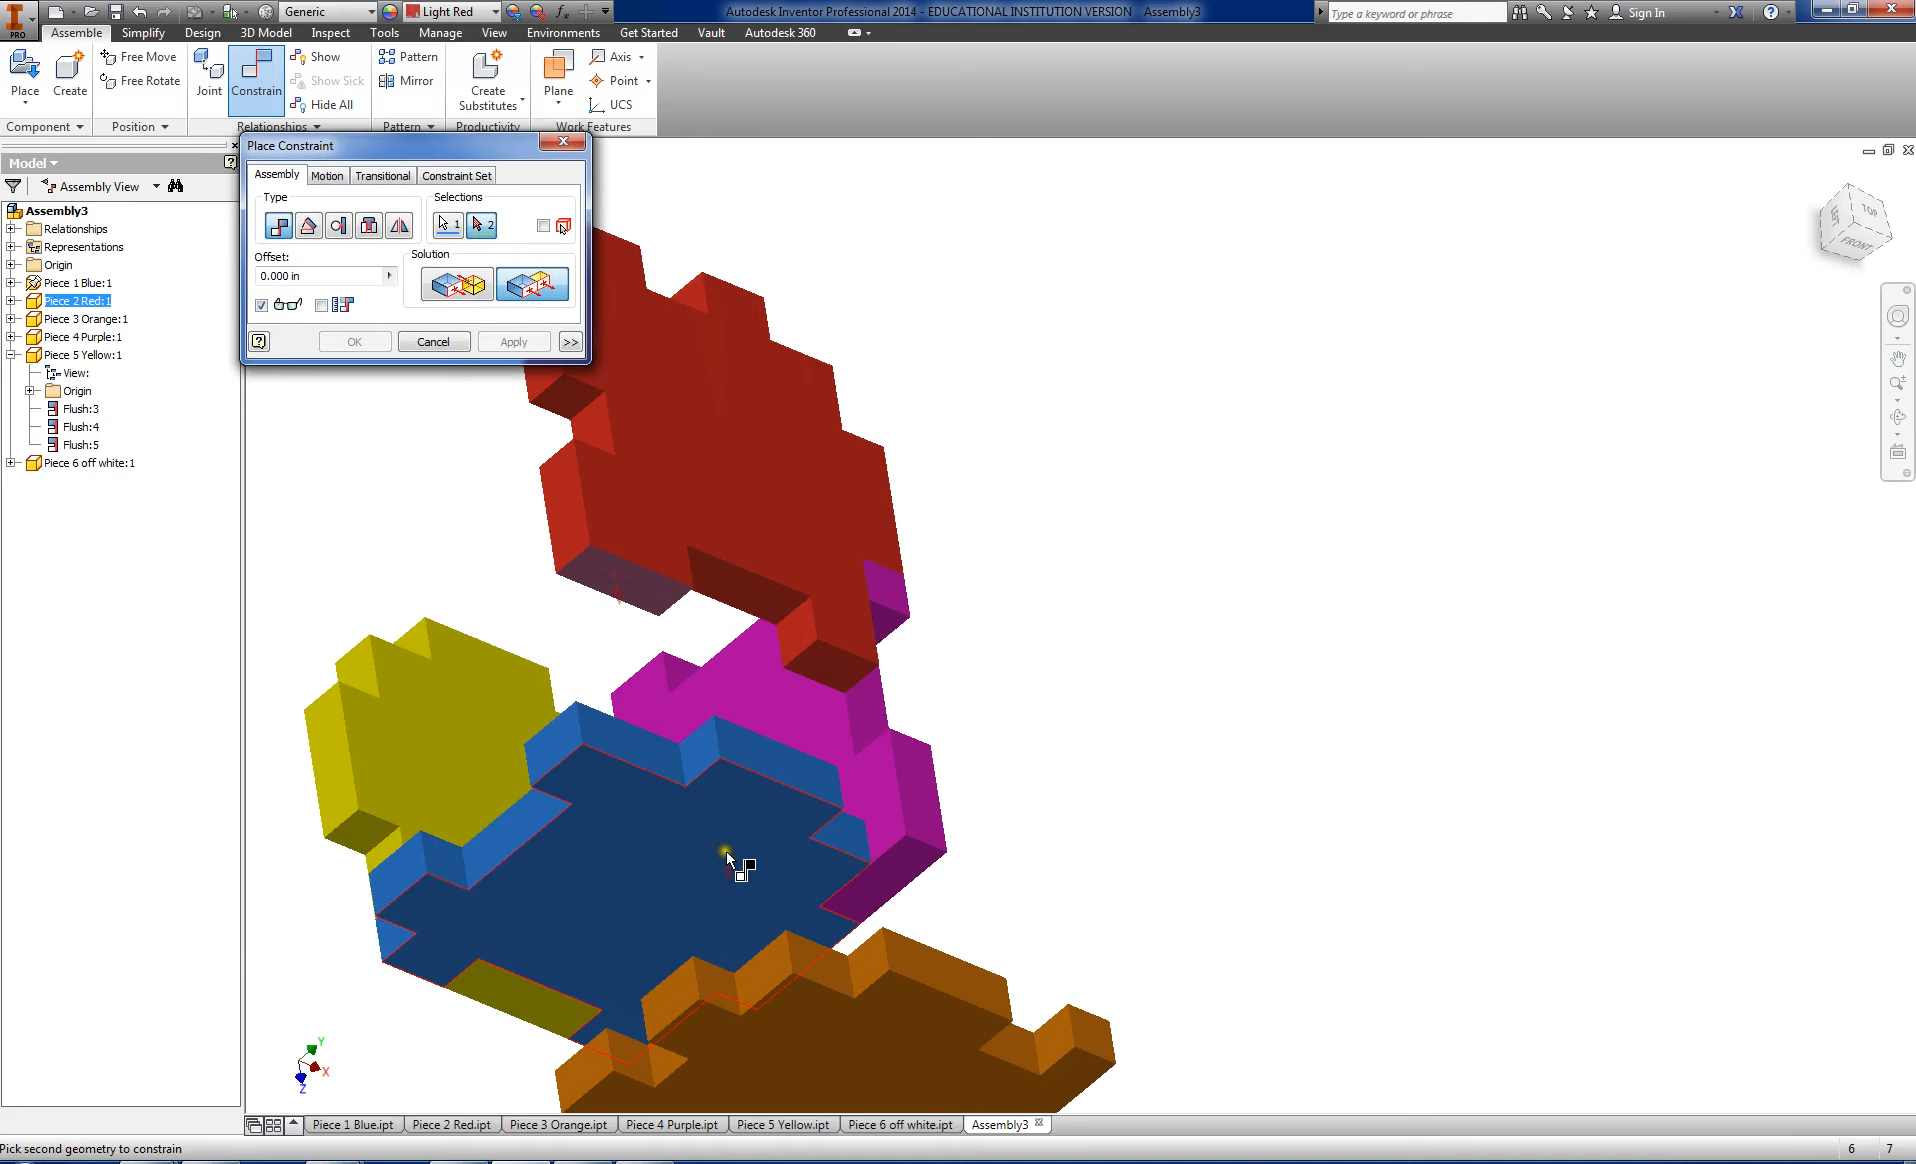 Generic
Light Red
Autodesk Inventor Professional 2014 - EDUCATIONAL INSTITUTION VERSION Assembly3
Type a keyword or phrase
Sign In
PRO
Assemble Simplify Design 3D Model Inspect Tools Manage View Environments Get Started Vault Autodesk 360
Place
Create
Free Move
Free Rotate
Joint
Constrain
Show
Show Sick
Hide All
Pattern
Mirror
Create
Substitutes
Plane
Axis
Point
UCS
Component Position Relationships Pattern Productivity Work Features
Place Constraint
Assembly Motion Transitional Constraint Set
Type
Selections
1 2
Offset:
0.000 in
Solution
OK Cancel Apply >>
Model
Assembly View
Assembly3
Relationships
Representations
Origin
Piece 1 Blue:1
Piece 2 Red:1
Piece 3 Orange:1
Piece 4 Purple:1
Piece 5 Yellow:1
View:
Origin
Flush:3
Flush:4
Flush:5
Piece 6 off white:1
TOP
FRONT
Y
X
Z
Piece 1 Blue.ipt Piece 2 Red.ipt Piece 3 Orange.ipt Piece 4 Purple.ipt Piece 5 Yellow.ipt Piece 6 off white.ipt Assembly3
Pick second geometry to constrain
6 7